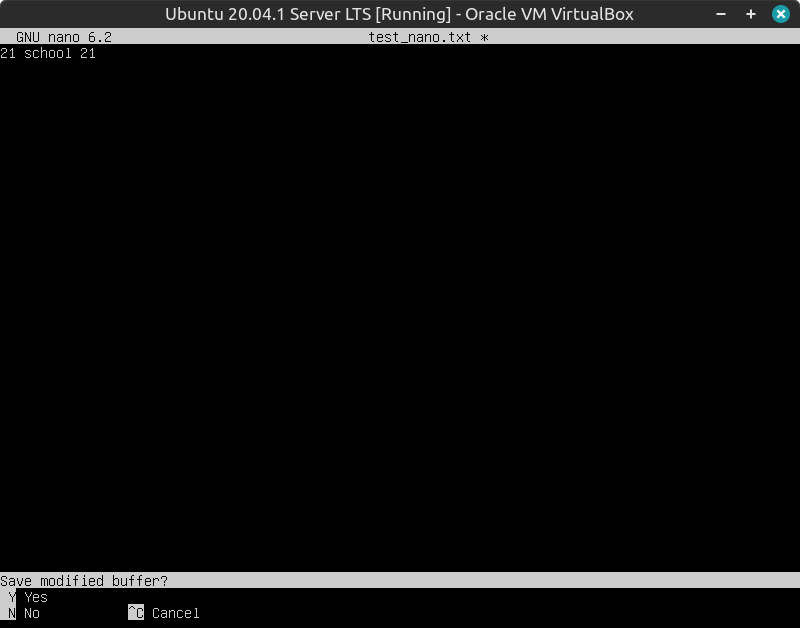 Ubuntu 20.04.1 Server LTS [Running] - Oracle VM VirtualBox
GNU nano 6.2 test_nano.txt *
21 school 21
Save modified buffer?
Y Yes
N No ^C Cancel